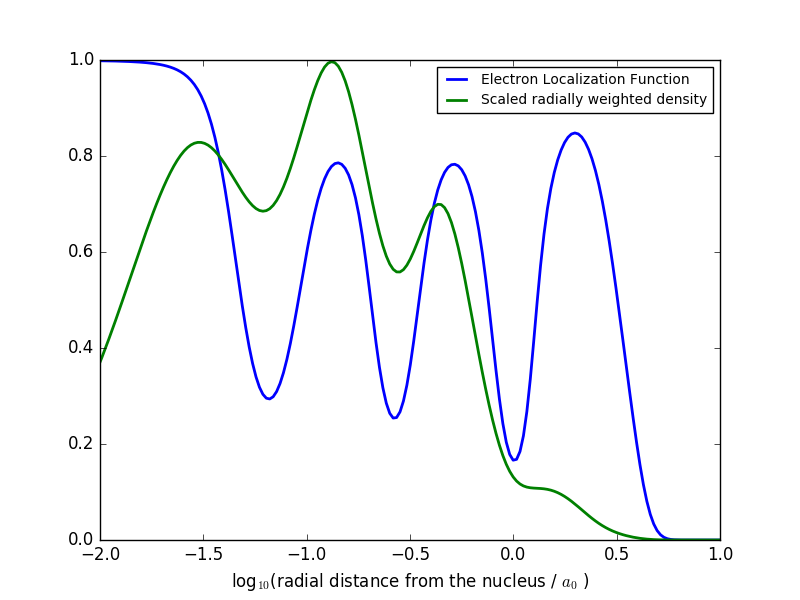 Electron Localization Function
Scaled radially weighted density
1.0
0.8
0.6
0.4
0.2
0.0
−2.0 −1.5 −1.0 −0.5 0.0 0.5 1.0
log₁₀(radial distance from the nucleus / a₀ )